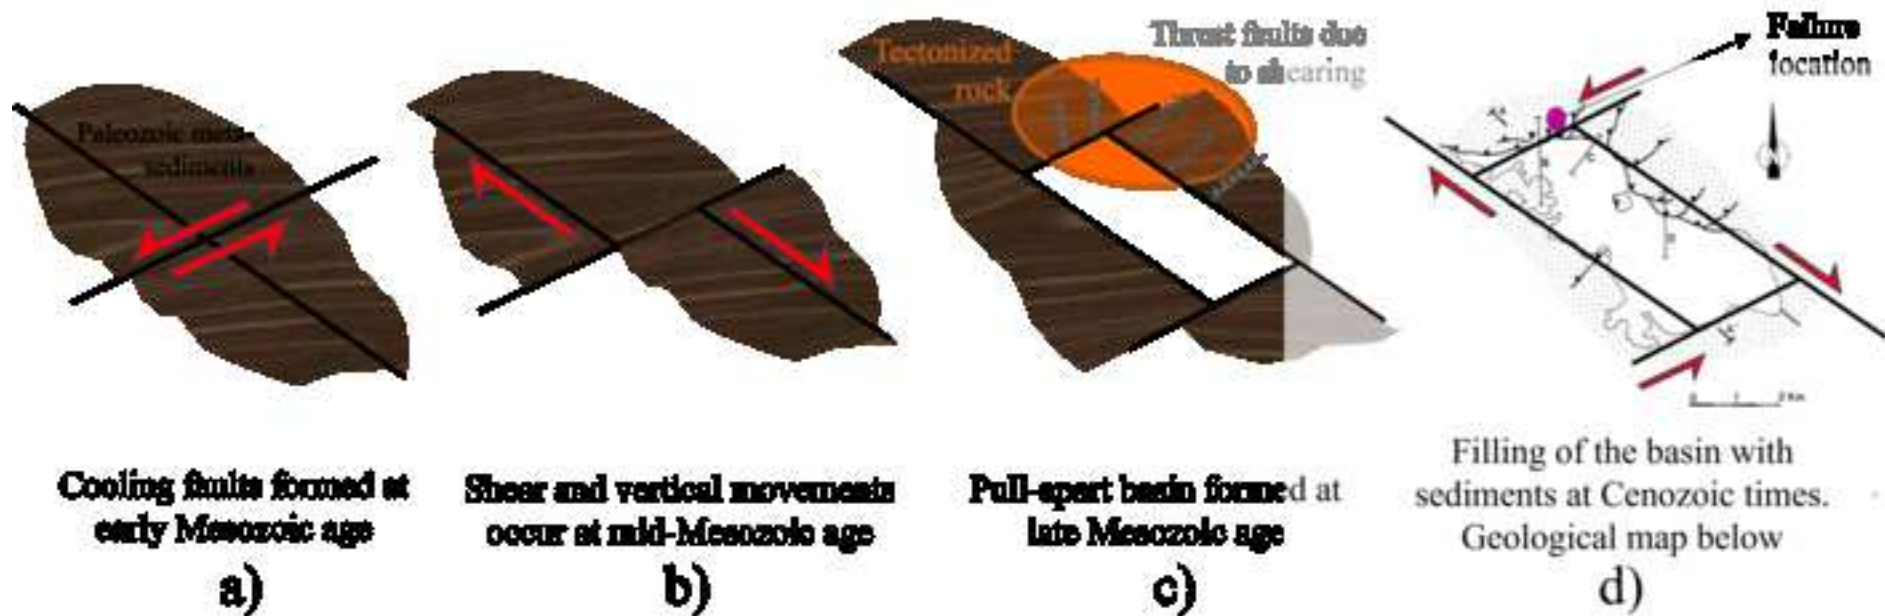 Paleozoic meta-
sediments
Cooling faults formed at
early Mesozoic age
a)
Shear and vertical movements
occur at mid-Mesozoic age
b)
Tectonized
rock
Thrust faults due
to shearing
Pull-apart basin formed at
late Mesozoic age
c)
Failure
location
N
Filling of the basin with
sediments at Cenozoic times.
Geological map below
d)